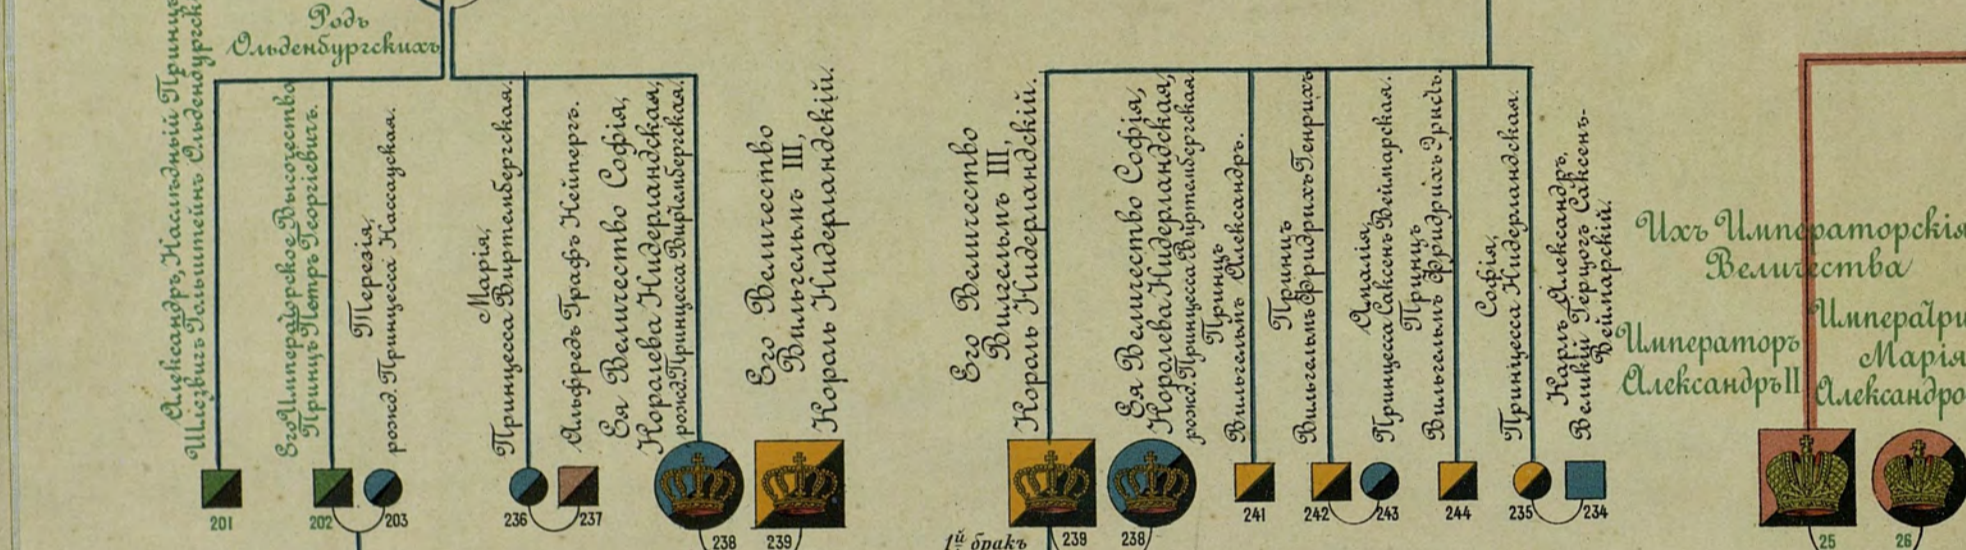 Родъ
Ольденбургскихъ
Александръ, Наслѣдный Принцъ
Шлезвигъ Гольштейнъ Ольденбургск
201
Его Императорское Высочество
Принцъ Петръ Георгіевичъ.
202
Терезія,
рожд. Принцесса Нассауская.
203
Марія,
Принцесса Виртембергская.
236
Альфредъ Графъ Нейпергъ.
237
Ея Величество Софія,
Королева Нидерландская,
рожд. Принцесса Виртембергская.
238
Его Величество
Вильгельмъ III,
Король Нидерландскій.
239
Его Величество
Вилгельмъ III,
Король Нидерландскій.
1й бракъ
239
Ея Величество Софія,
Королева Нидерландская,
рожд. Принцесса Виртембергская.
238
Принцъ
Вильгельмъ Александръ.
241
Принцъ
Вильгельмъ Фридрихъ Генрихъ
242
Амалія,
Принцесса Саксенъ Веймарская.
243
Принцъ
Вильгельмъ Фридрихъ Эрнстъ.
244
Софія,
Принцесса Нидерландская.
235
Карлъ Александръ,
Великій Герцогъ Саксенъ-
Веймарскій.
234
Ихъ Императорскія
Величества
Императоръ
Александръ II
25
Императри
Марія
Александро
26